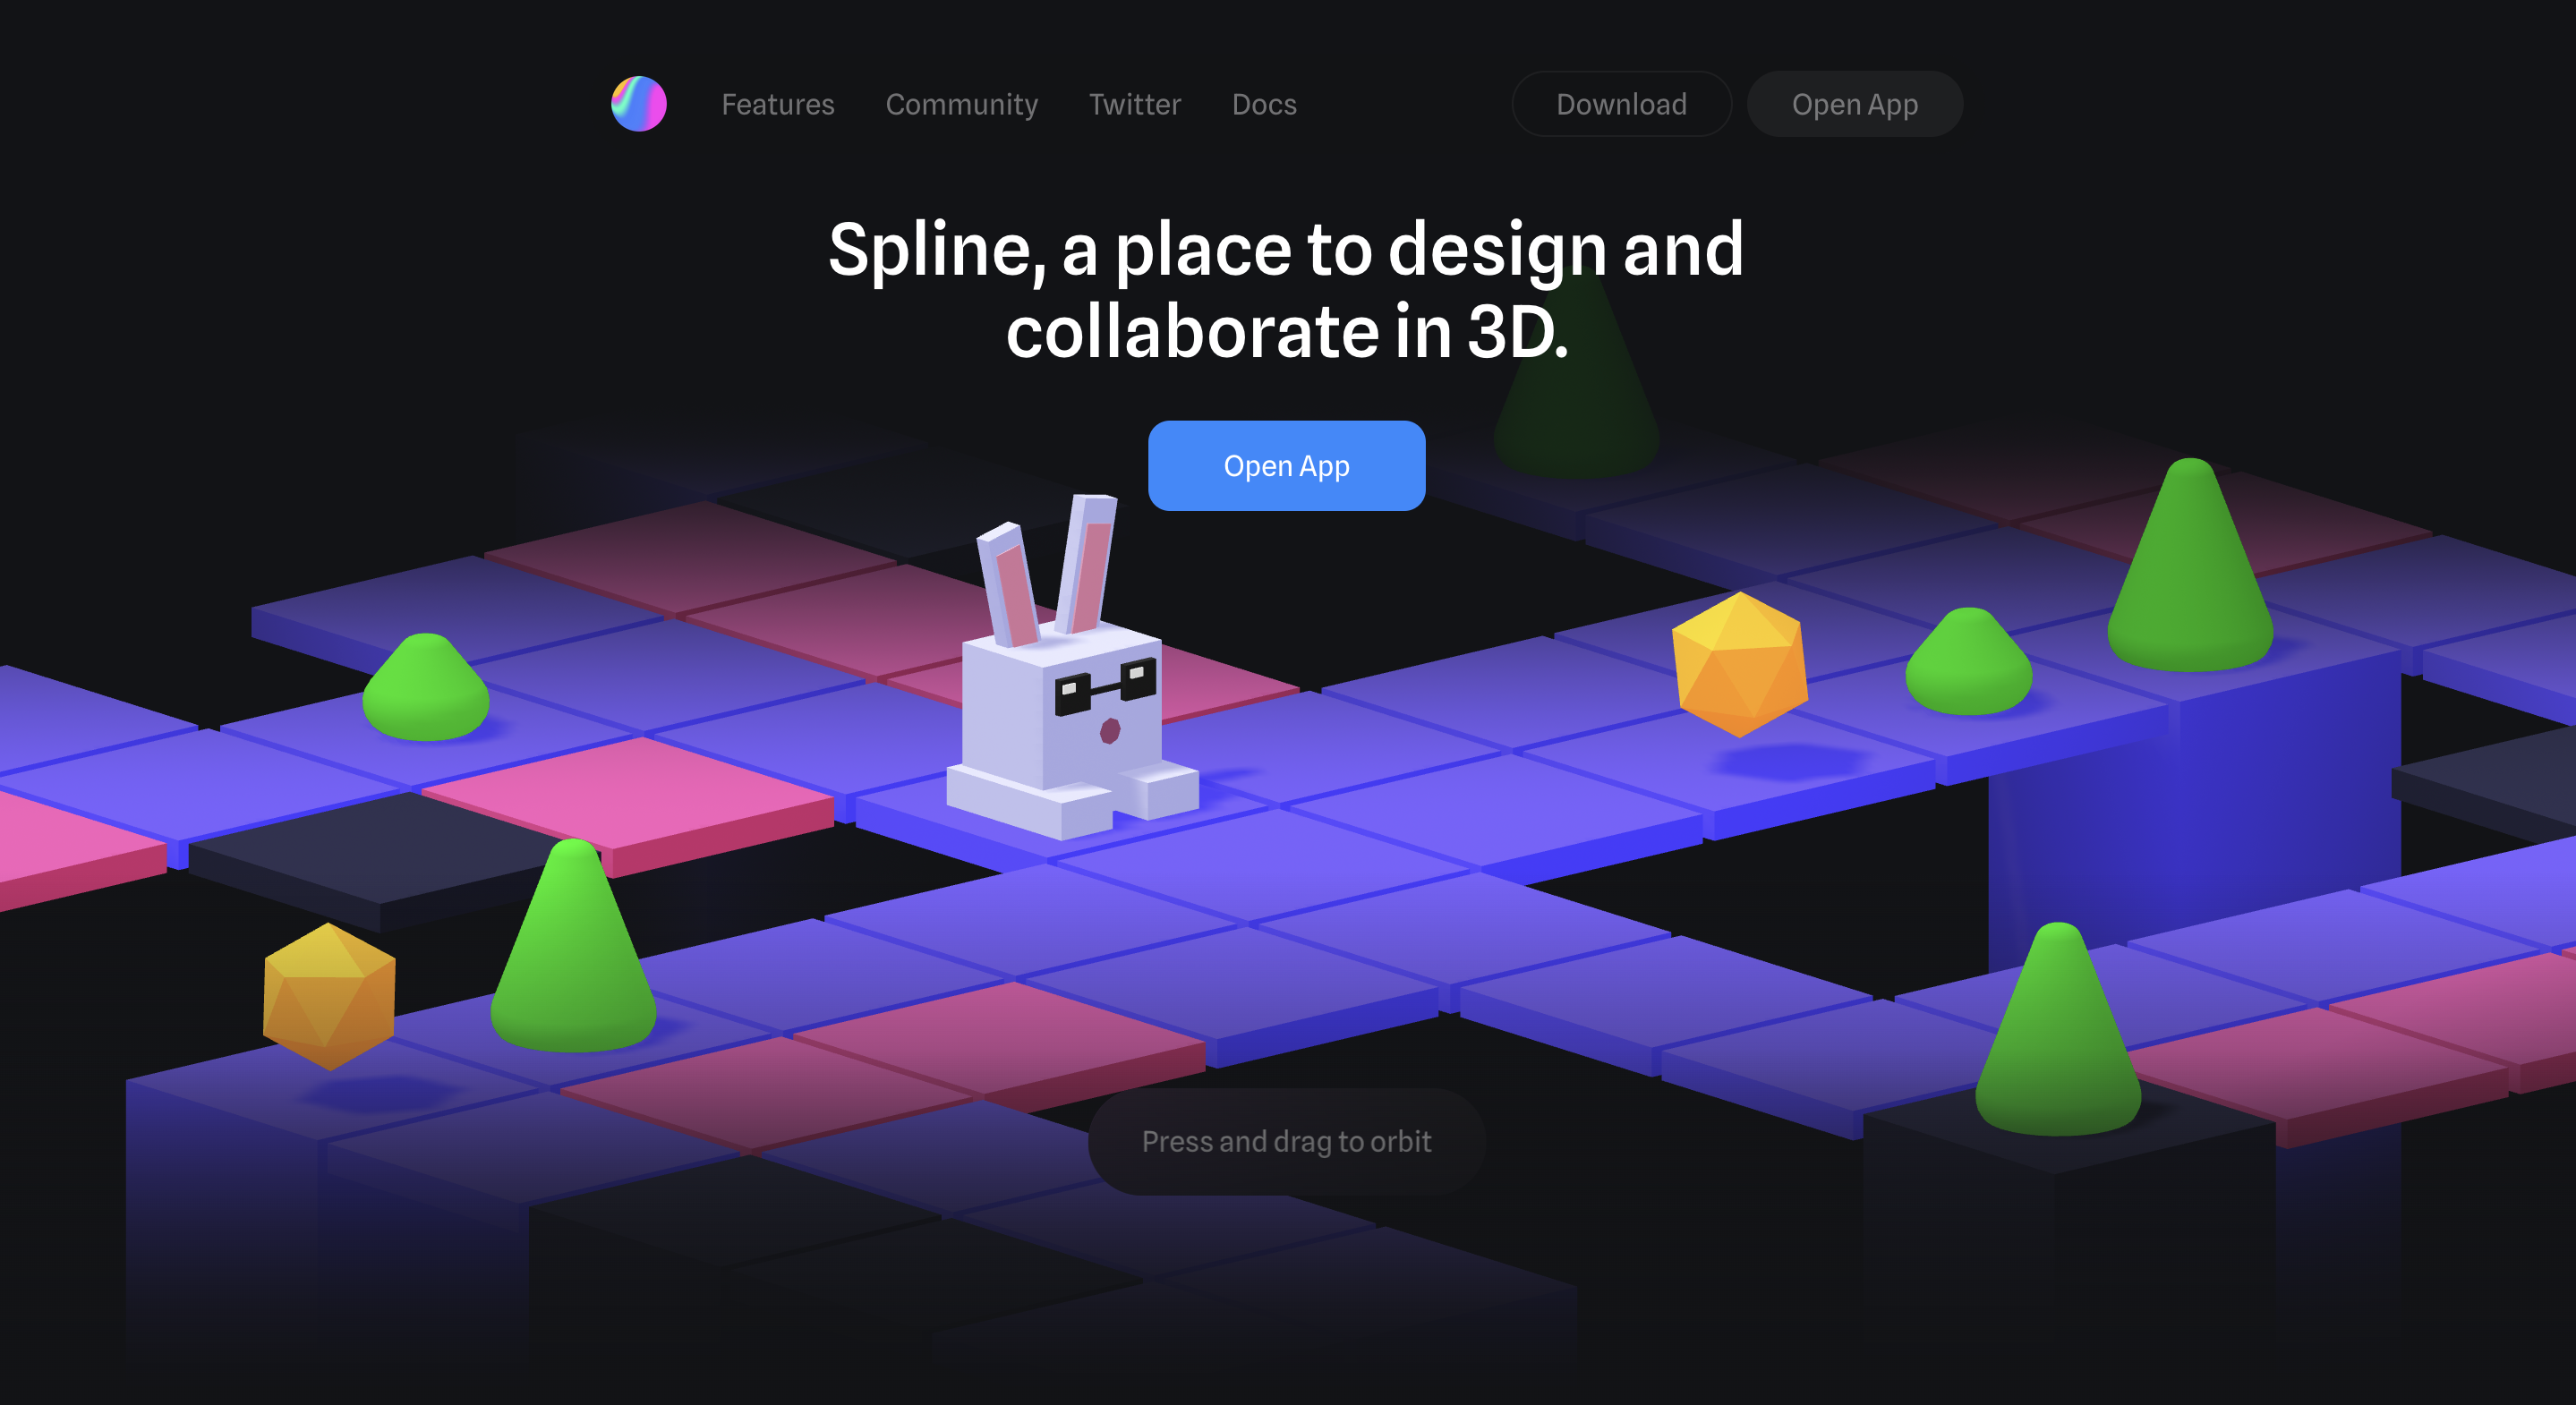 Features Community Twitter Docs Download Open App
Spline, a place to design and
collaborate in 3D.
Open App
Press and drag to orbit